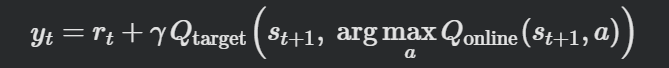 y_t = r_t + γ Q_target ( s_{t+1}, arg max_a Q_online (s_{t+1}, a) )